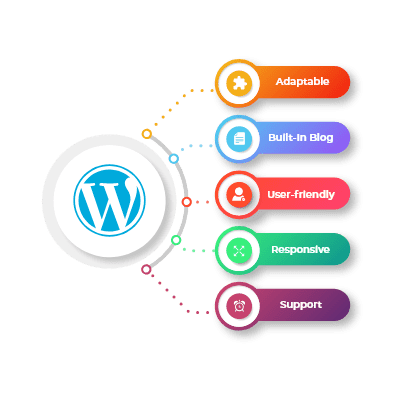 Adaptable
Built-In Blog
User-friendly
Responsive
Support